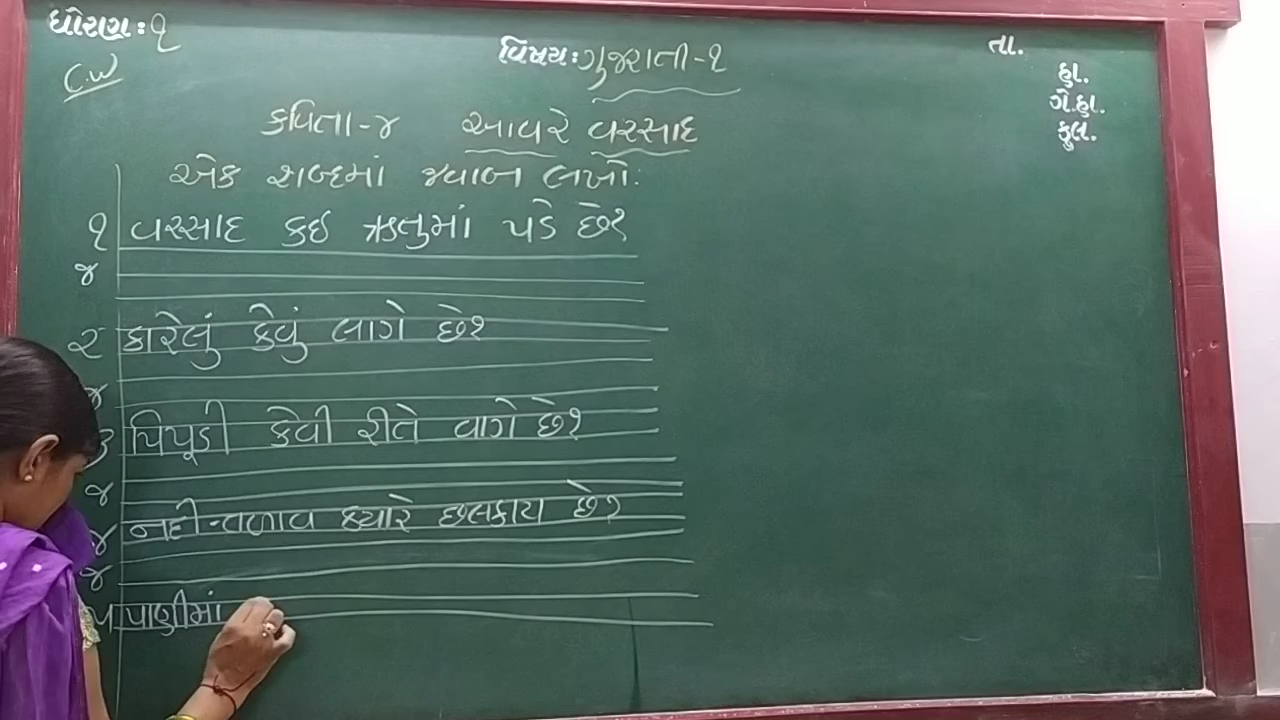 ધોરણ: ૧
વિષય: ગુજરાતી-૧
તા.
C.W
હા.
ગે.હા.
કુલ.
કવિતા-૪ આવરે વરસાદ
એક શબ્દમાં જવાબ લખો:
૧ વરસાદ કઇ ઋતુમાં પડે છે?
જ
૨ કારેલું કેવું લાગે છે?
જ
૩ પિપૂડી કેવી રીતે વાગે છે?
જ
૪ નદી-તળાવ ક્યારે છલકાય છે?
જ
૫ પાણીમાં